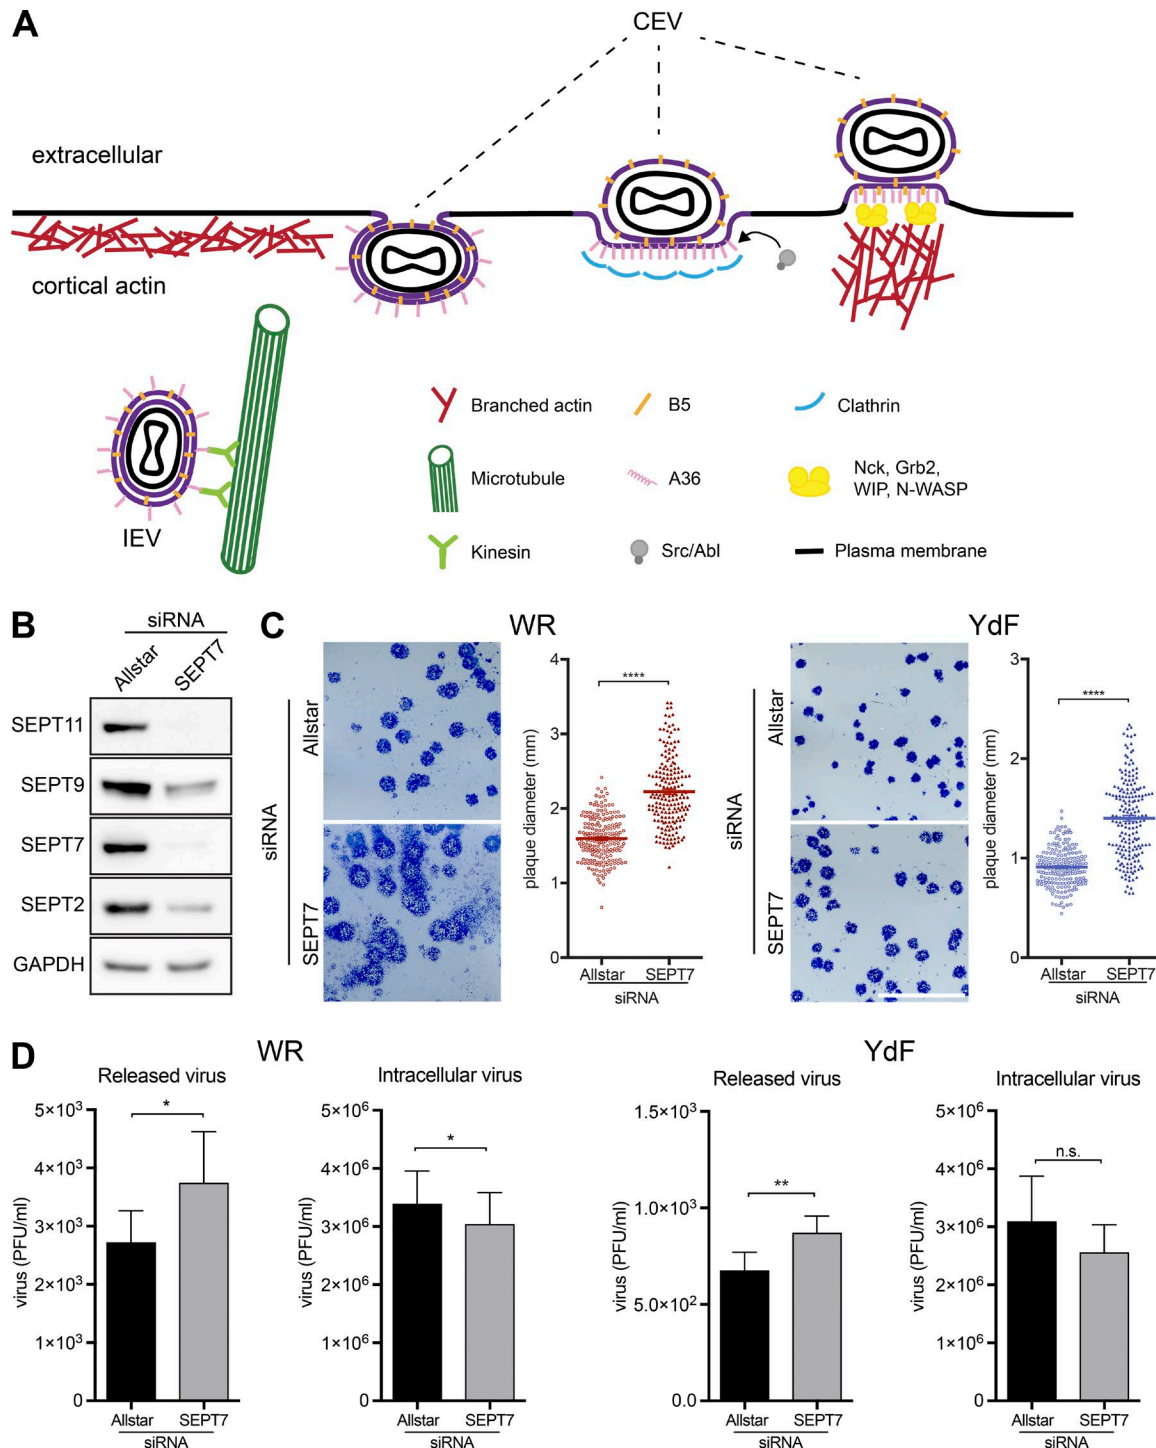 A
CEV
extracellular
cortical actin
IEV
Branched actin
B5
Clathrin
Microtubule
A36
Nck, Grb2,
WIP, N-WASP
Kinesin
Src/Abl
Plasma membrane
B
siRNA
Allstar
SEPT7
SEPT11
SEPT9
SEPT7
SEPT2
GAPDH
C
WR
siRNA
Allstar
SEPT7
plaque diameter (mm)
4
3
2
1
0
****
Allstar
SEPT7
siRNA
YdF
siRNA
Allstar
SEPT7
plaque diameter (mm)
3
2
1
0
****
Allstar
SEPT7
siRNA
D
WR
Released virus
virus (PFU/ml)
5×10³
4×10³
3×10³
2×10³
1×10³
0
*
Allstar
SEPT7
siRNA
Intracellular virus
virus (PFU/ml)
5×10⁶
4×10⁶
3×10⁶
2×10⁶
1×10⁶
0
*
Allstar
SEPT7
siRNA
YdF
Released virus
virus (PFU/ml)
1.5×10³
1.0×10³
5.0×10²
0.0
**
Allstar
SEPT7
siRNA
Intracellular virus
virus (PFU/ml)
5×10⁶
4×10⁶
3×10⁶
2×10⁶
1×10⁶
0
n.s.
Allstar
SEPT7
siRNA